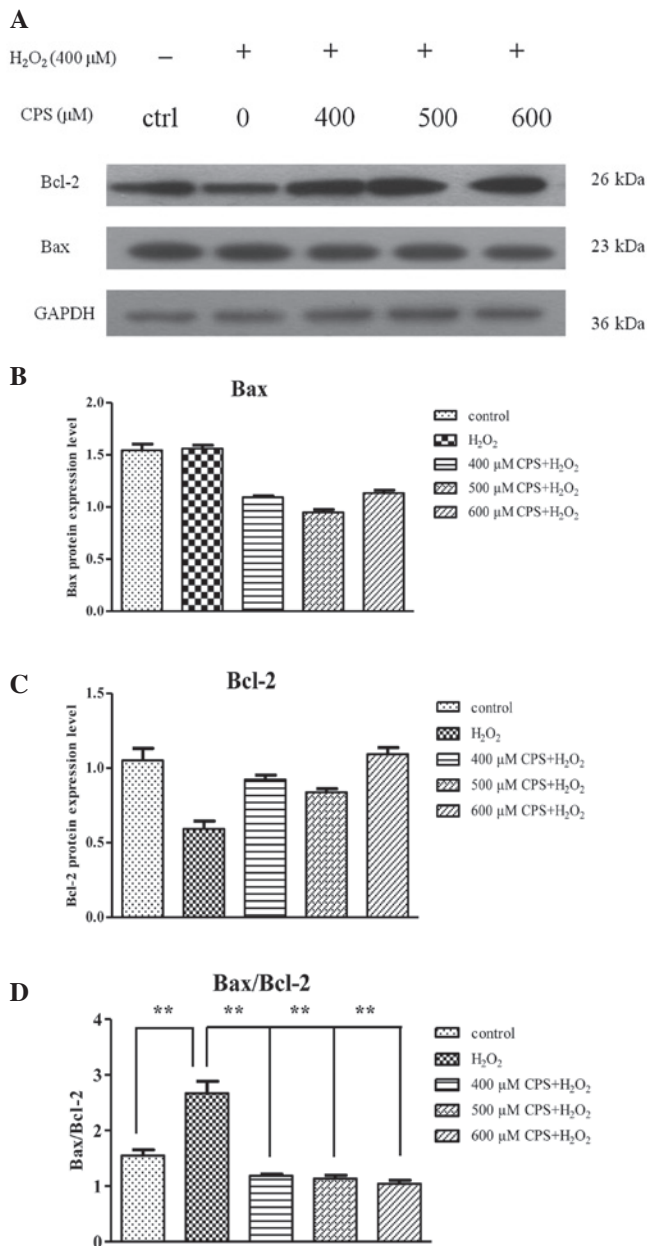 A
H₂O₂ (400 μM) – + + + +
CPS (μM) ctrl 0 400 500 600
Bcl-2 26 kDa
Bax 23 kDa
GAPDH 36 kDa
B
Bax
Bax protein expression level
2.0
1.5
1.0
0.5
0.0
control
H₂O₂
400 μM CPS+H₂O₂
500 μM CPS+H₂O₂
600 μM CPS+H₂O₂
C
Bcl-2
Bcl-2 protein expression level
1.5
1.0
0.5
0.0
control
H₂O₂
400 μM CPS+H₂O₂
500 μM CPS+H₂O₂
600 μM CPS+H₂O₂
D
Bax/Bcl-2
** ** ** **
Bax/Bcl-2
4
3
2
1
0
control
H₂O₂
400 μM CPS+H₂O₂
500 μM CPS+H₂O₂
600 μM CPS+H₂O₂